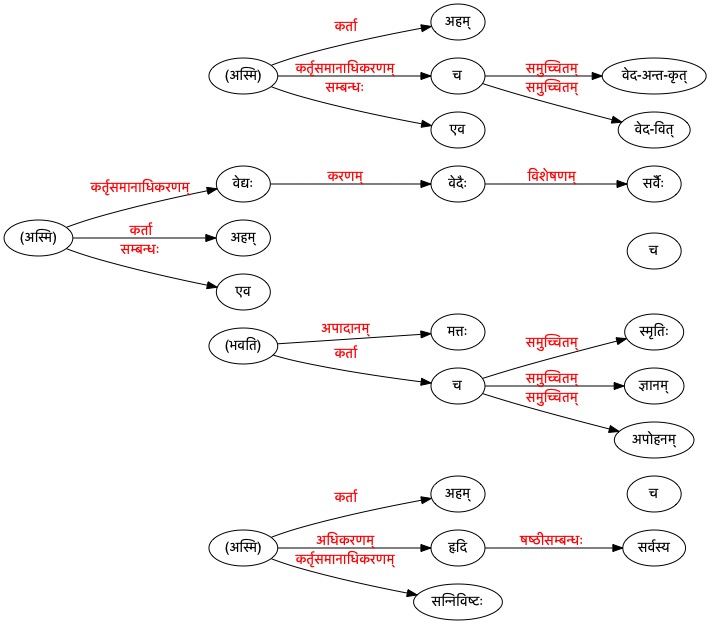 कर्ता
अहम्
(अस्मि)
कर्तृसमानाधिकरणम्
च
समुच्चितम्
वेद-अन्त-कृत्
सम्बन्धः
समुच्चितम्
एव
वेद-वित्
कर्तृसमानाधिकरणम्
वेद्यः
करणम्
वेदैः
विशेषणम्
सर्वैः
(अस्मि)
कर्ता
अहम्
च
सम्बन्धः
एव
(भवति)
अपादानम्
मत्तः
समुच्चितम्
स्मृतिः
कर्ता
च
समुच्चितम्
ज्ञानम्
समुच्चितम्
अपोहनम्
कर्ता
अहम्
च
(अस्मि)
अधिकरणम्
हृदि
षष्ठीसम्बन्धः
सर्वस्य
कर्तृसमानाधिकरणम्
सन्निविष्टः